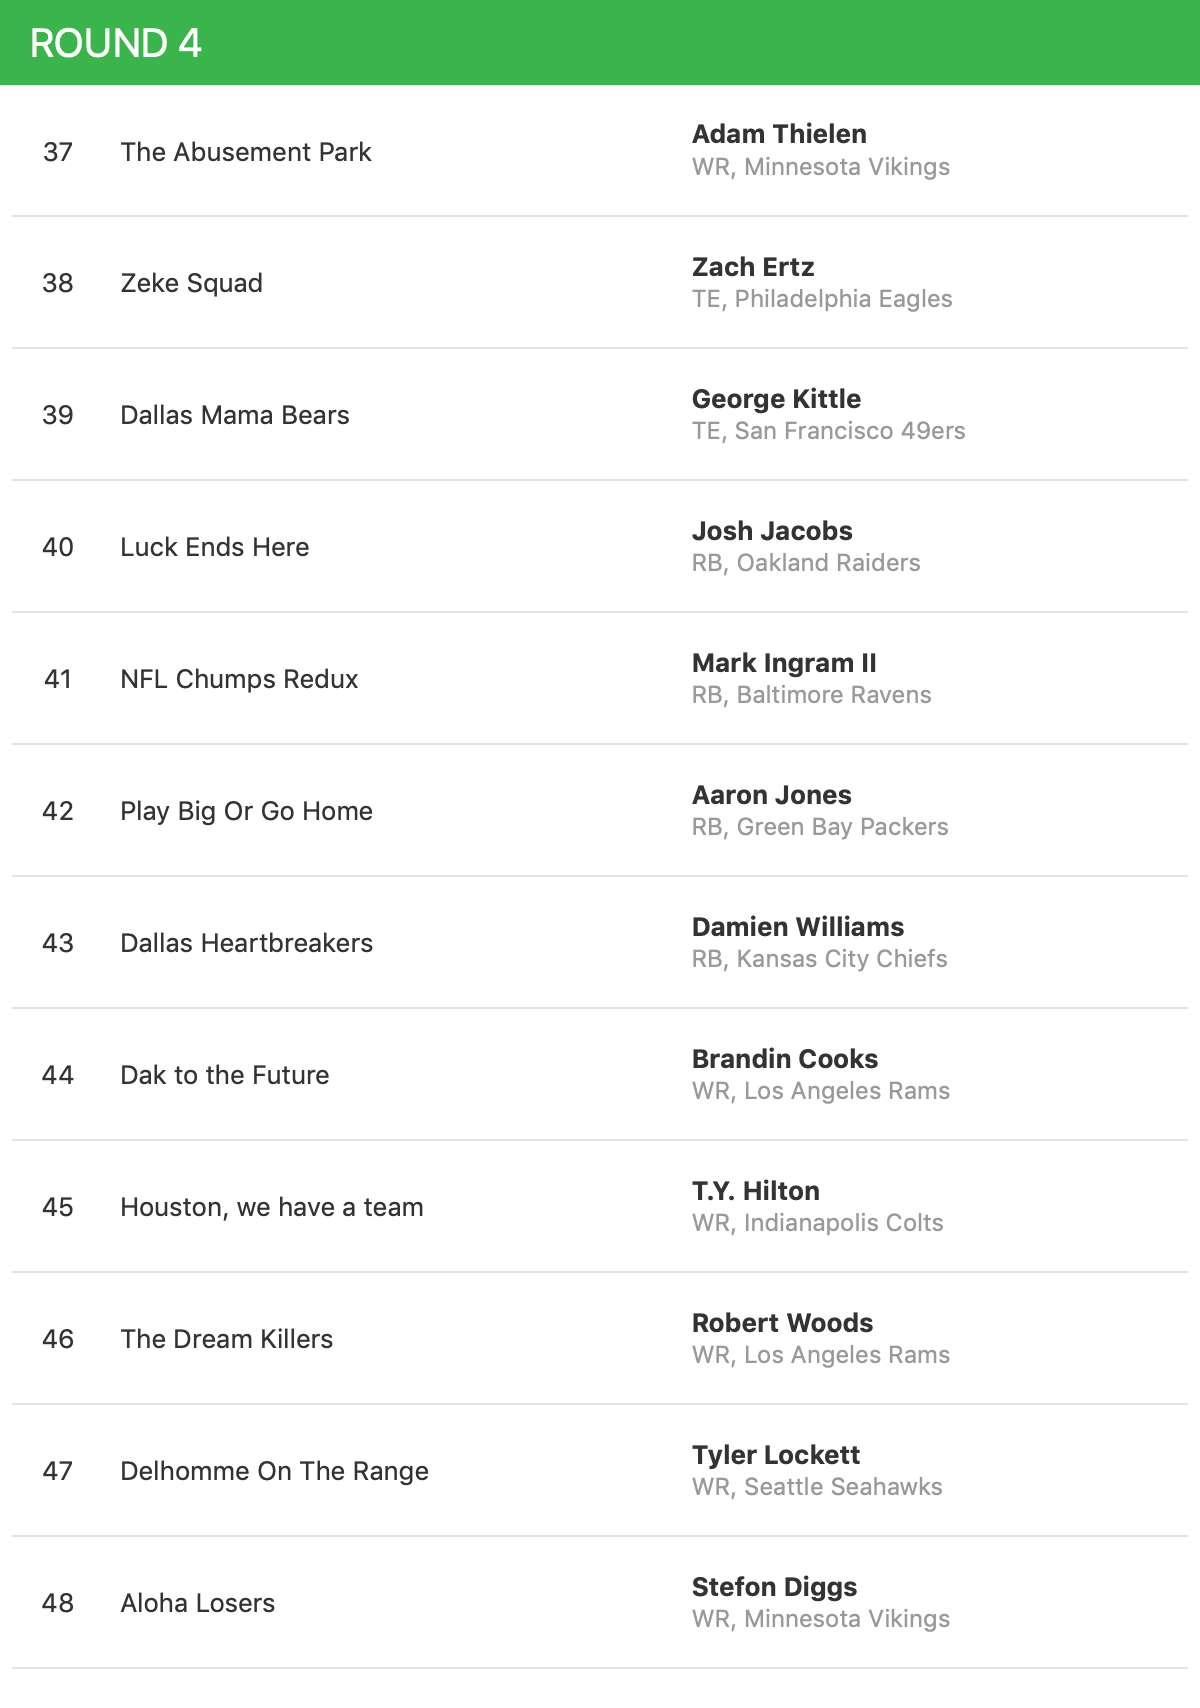 ROUND 4
37 The Abusement Park Adam Thielen
WR, Minnesota Vikings
38 Zeke Squad Zach Ertz
TE, Philadelphia Eagles
39 Dallas Mama Bears George Kittle
TE, San Francisco 49ers
40 Luck Ends Here Josh Jacobs
RB, Oakland Raiders
41 NFL Chumps Redux Mark Ingram II
RB, Baltimore Ravens
42 Play Big Or Go Home Aaron Jones
RB, Green Bay Packers
43 Dallas Heartbreakers Damien Williams
RB, Kansas City Chiefs
44 Dak to the Future Brandin Cooks
WR, Los Angeles Rams
45 Houston, we have a team T.Y. Hilton
WR, Indianapolis Colts
46 The Dream Killers Robert Woods
WR, Los Angeles Rams
47 Delhomme On The Range Tyler Lockett
WR, Seattle Seahawks
48 Aloha Losers Stefon Diggs
WR, Minnesota Vikings